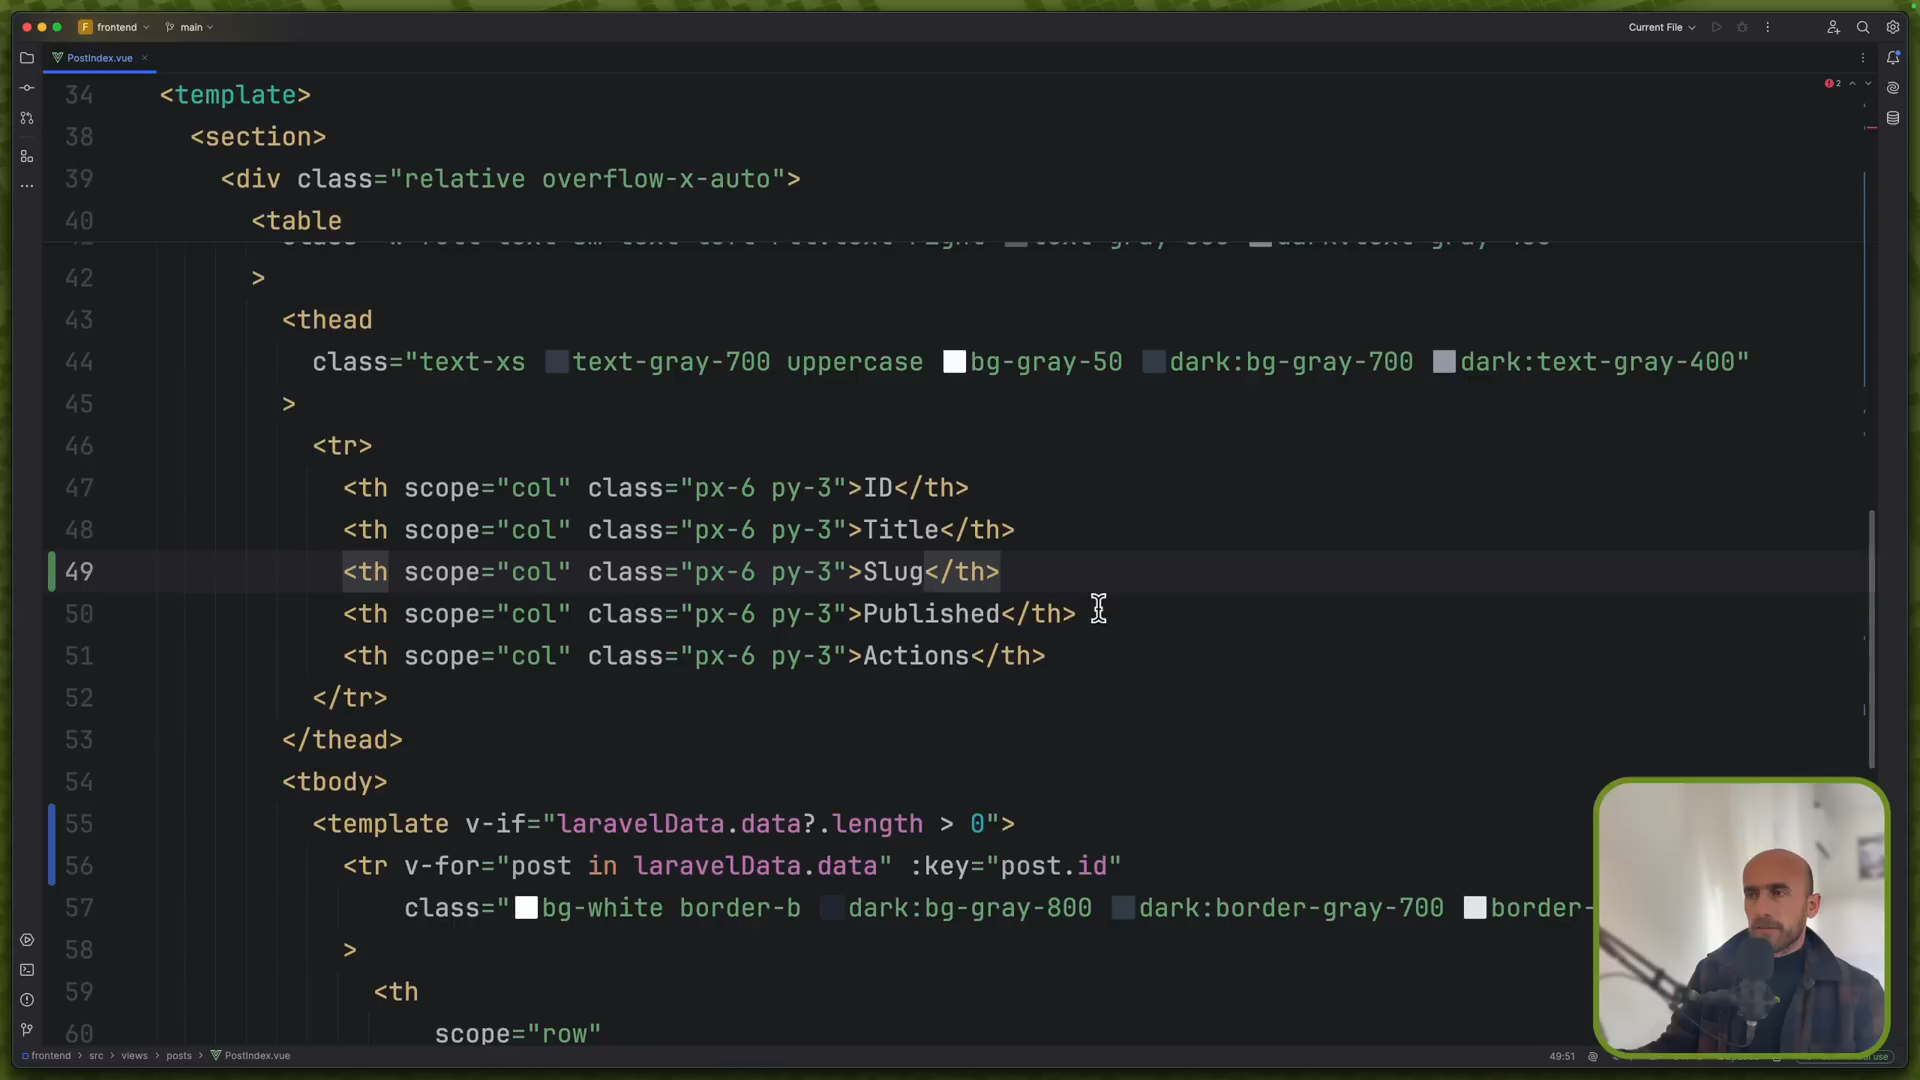 frontend
main
Current File
PostIndex.vue
2
34 <template>
38 <section>
39 <div class="relative overflow-x-auto">
40 <table
42 >
43 <thead
44 class="text-xs text-gray-700 uppercase bg-gray-50 dark:bg-gray-700 dark:text-gray-400"
45 >
46 <tr>
47 <th scope="col" class="px-6 py-3">ID</th>
48 <th scope="col" class="px-6 py-3">Title</th>
49 <th scope="col" class="px-6 py-3">Slug</th>
50 <th scope="col" class="px-6 py-3">Published</th>
51 <th scope="col" class="px-6 py-3">Actions</th>
52 </tr>
53 </thead>
54 <tbody>
55 <template v-if="laravelData.data?.length > 0">
56 <tr v-for="post in laravelData.data" :key="post.id"
57 class="bg-white border-b dark:bg-gray-800 dark:border-gray-700 border-
58 >
59 <th
60 scope="row"
frontend > src > views > posts > PostIndex.vue
49:51